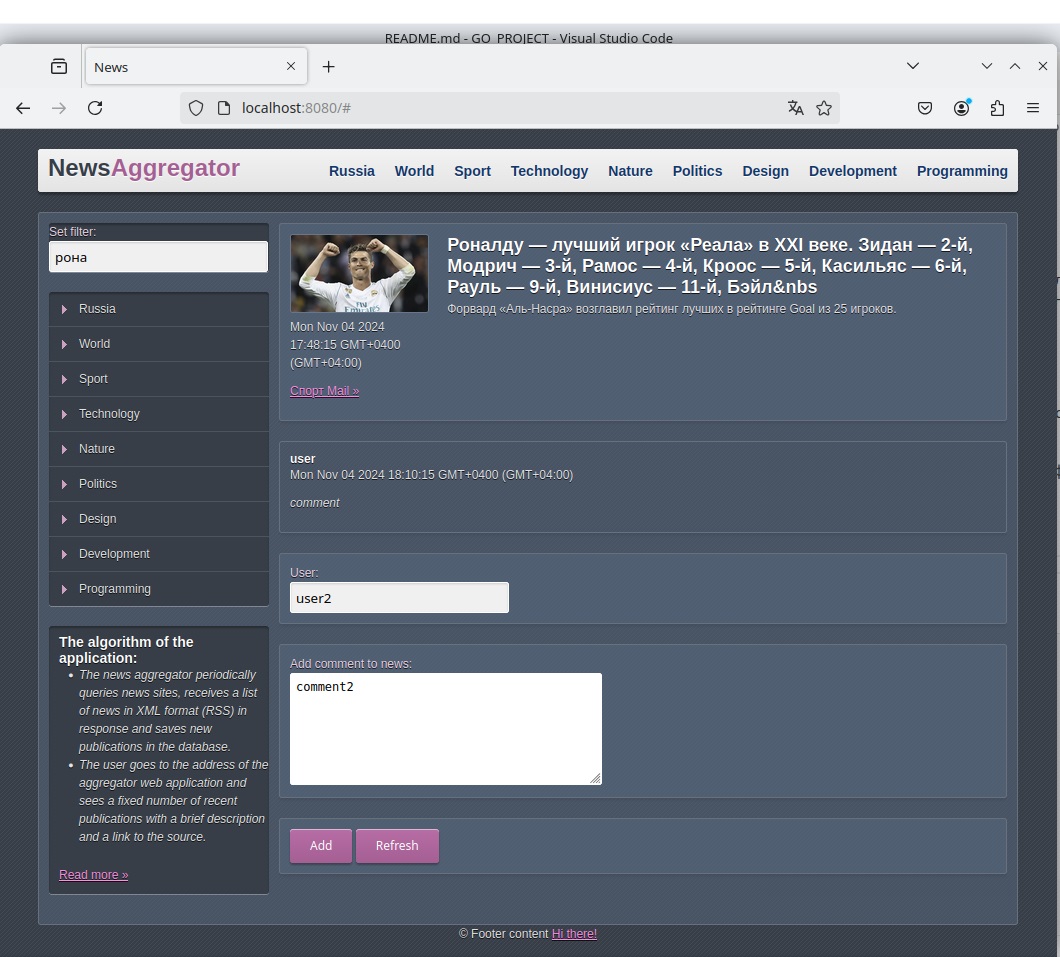 README.md - GO_PROJECT - Visual Studio Code
News
localhost:8080/#
NewsAggregator
Russia World Sport Technology Nature Politics Design Development Programming
Set filter:
рона
Russia
World
Sport
Technology
Nature
Politics
Design
Development
Programming
The algorithm of the
application:
The news aggregator periodically
queries news sites, receives a list
of news in XML format (RSS) in
response and saves new
publications in the database.
The user goes to the address of the
aggregator web application and
sees a fixed number of recent
publications with a brief description
and a link to the source.
Read more »
Роналду — лучший игрок «Реала» в XXI веке. Зидан — 2-й,
Модрич — 3-й, Рамос — 4-й, Кроос — 5-й, Касильяс — 6-й,
Рауль — 9-й, Винисиус — 11-й, Бэйл&nbs
Форвард «Аль-Насра» возглавил рейтинг лучших в рейтинге Goal из 25 игроков.
Mon Nov 04 2024
17:48:15 GMT+0400
(GMT+04:00)
Спорт Mail »
user
Mon Nov 04 2024 18:10:15 GMT+0400 (GMT+04:00)
comment
User:
user2
Add comment to news:
comment2
Add Refresh
© Footer content Hi there!